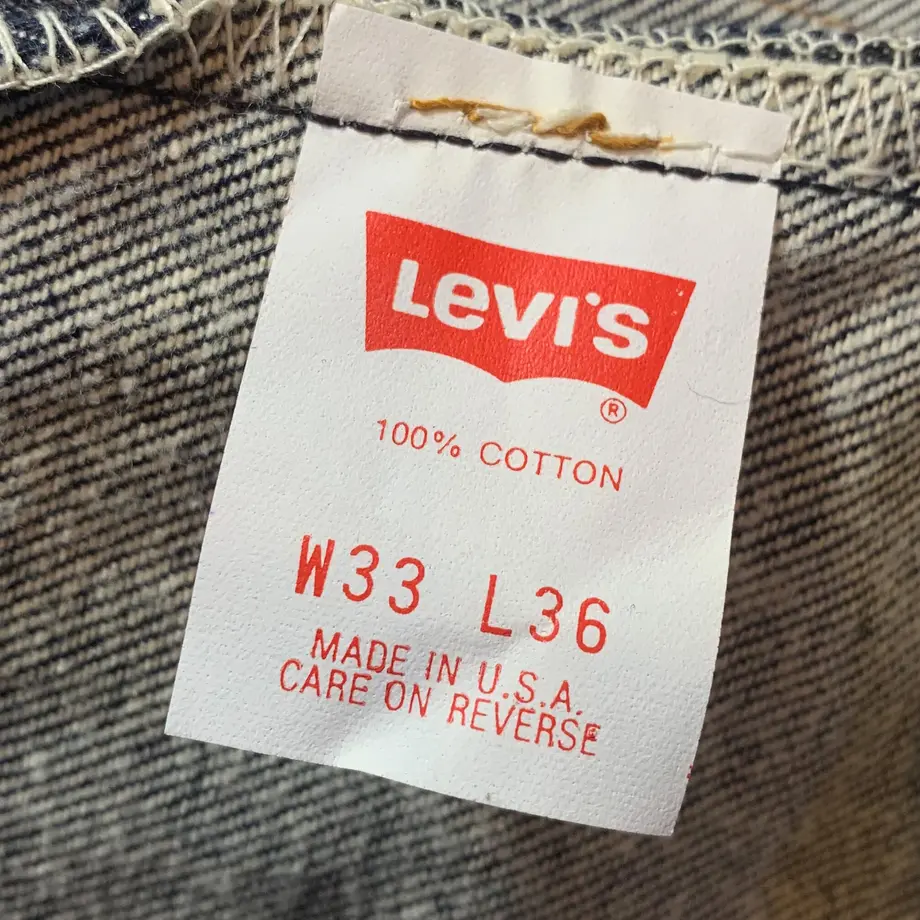 LEVI'S
®
100% COTTON
W33 L36
MADE IN U.S.A.
CARE ON REVERSE